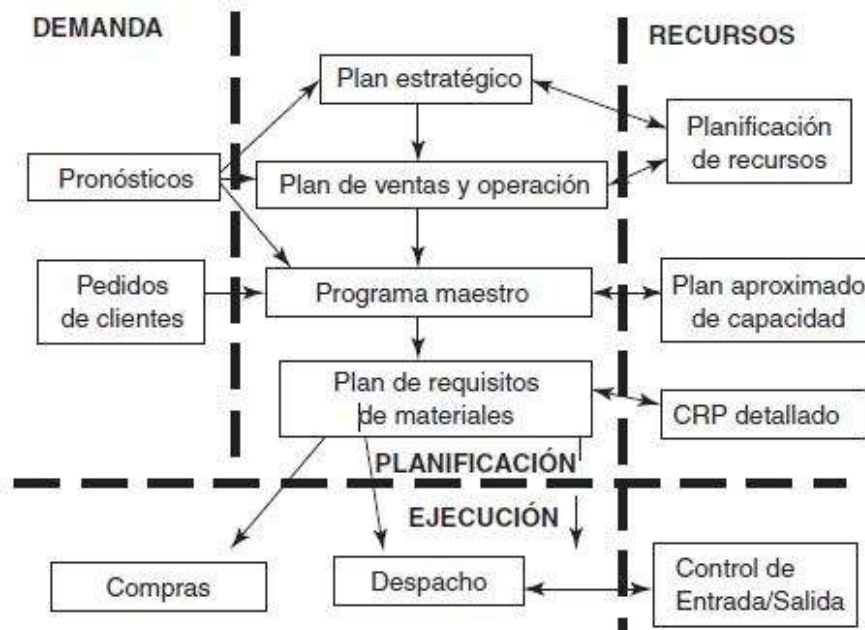 DEMANDA
RECURSOS
Plan estratégico
Planificación
de recursos
Pronósticos
Plan de ventas y operación
Pedidos
de clientes
Programa maestro
Plan aproximado
de capacidad
Plan de requisitos
de materiales
CRP detallado
PLANIFICACIÓN
EJECUCIÓN
Compras
Despacho
Control de
Entrada/Salida